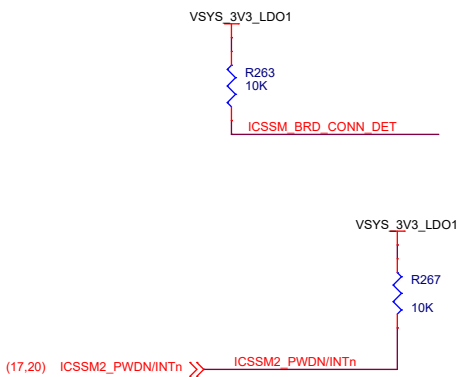 VSYS_3V3_LDO1
R263
10K
ICSSM_BRD_CONN_DET
VSYS_3V3_LDO1
R267
10K
(17,20) ICSSM2_PWDN/INTn
ICSSM2_PWDN/INTn